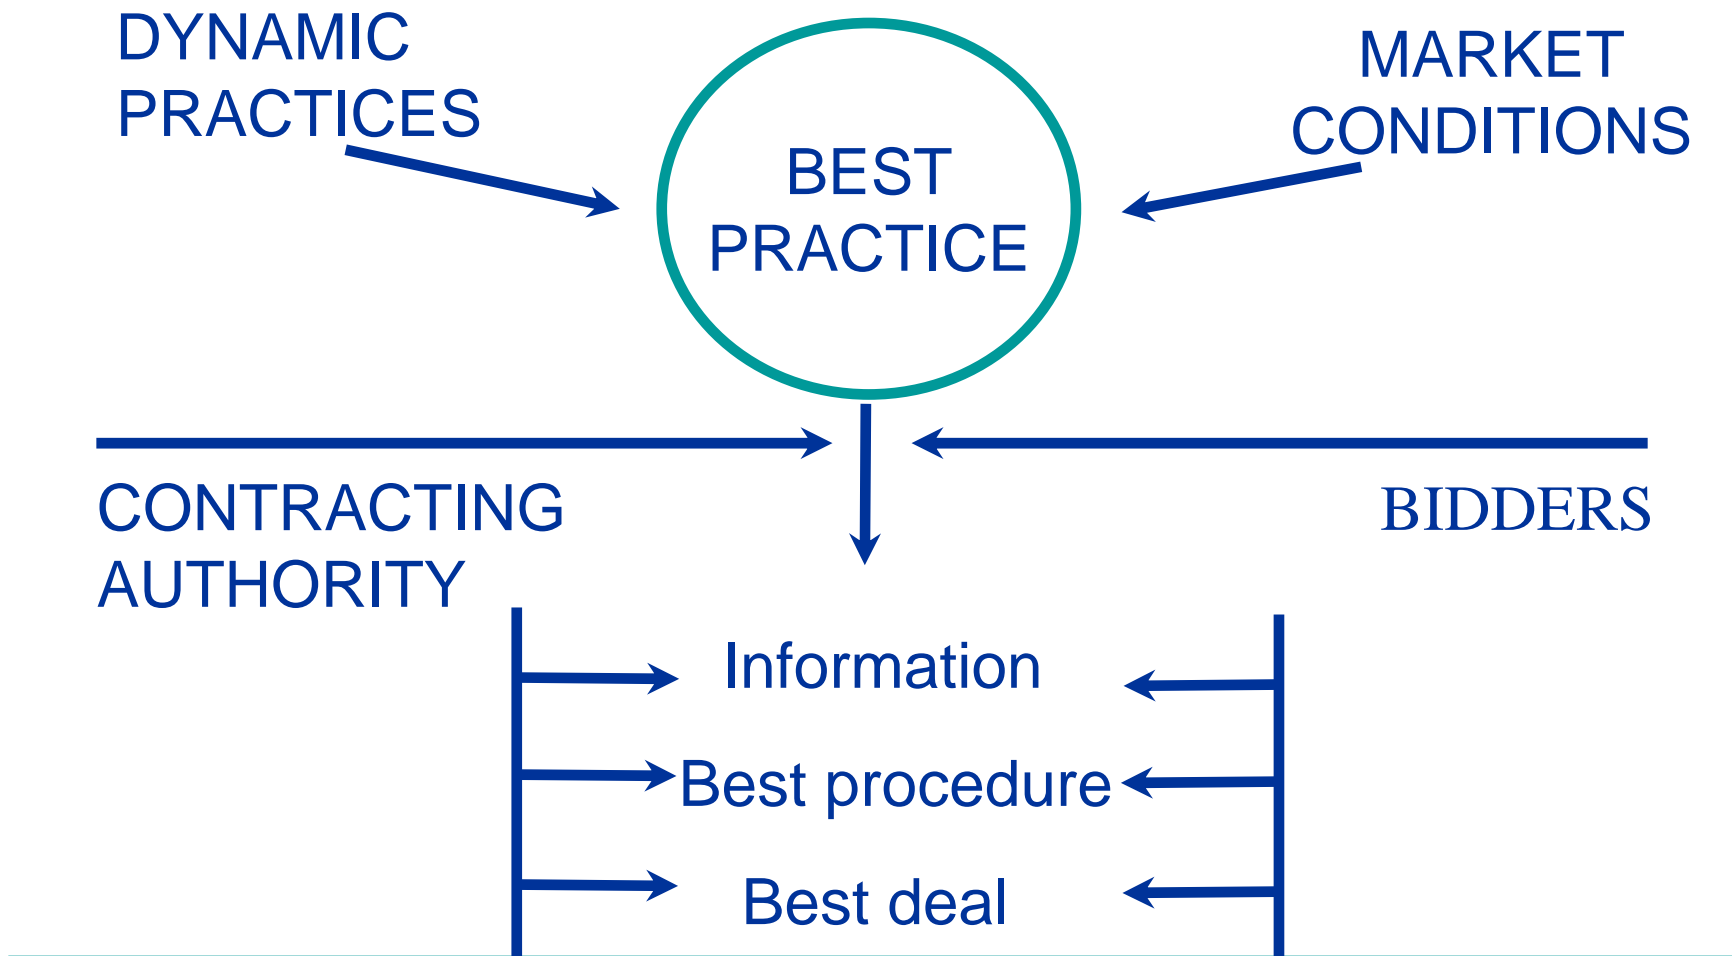 DYNAMIC
PRACTICES
BEST
PRACTICE
MARKET
CONDITIONS
CONTRACTING
AUTHORITY
BIDDERS
Information
Best procedure
Best deal